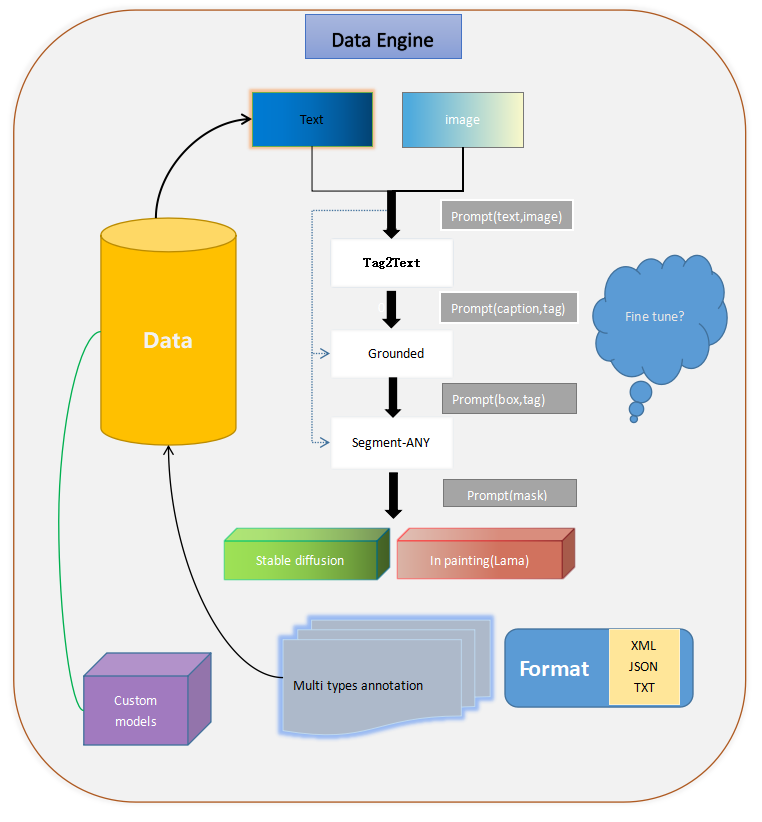 Data Engine
Text
image
Prompt(text,image)
Tag2Text
Prompt(caption,tag)
Fine tune?
Data
Grounded
Prompt(box,tag)
Segment-ANY
Prompt(mask)
Stable diffusion
In painting(Lama)
Multi types annotation
Format
XML
JSON
TXT
Custom
models